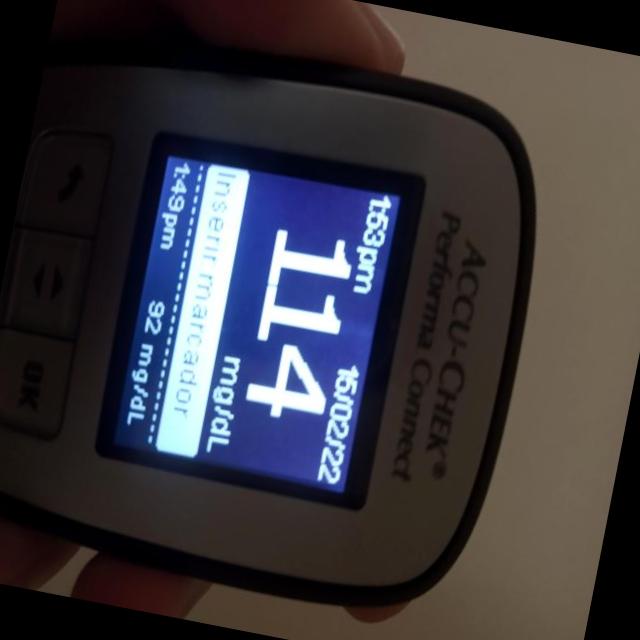 ACCU-CHEK®
Performa Connect
1:53pm 15/02/22
114
mg/dL
Inserir marcador
1:49pm 92 mg/dL
OK